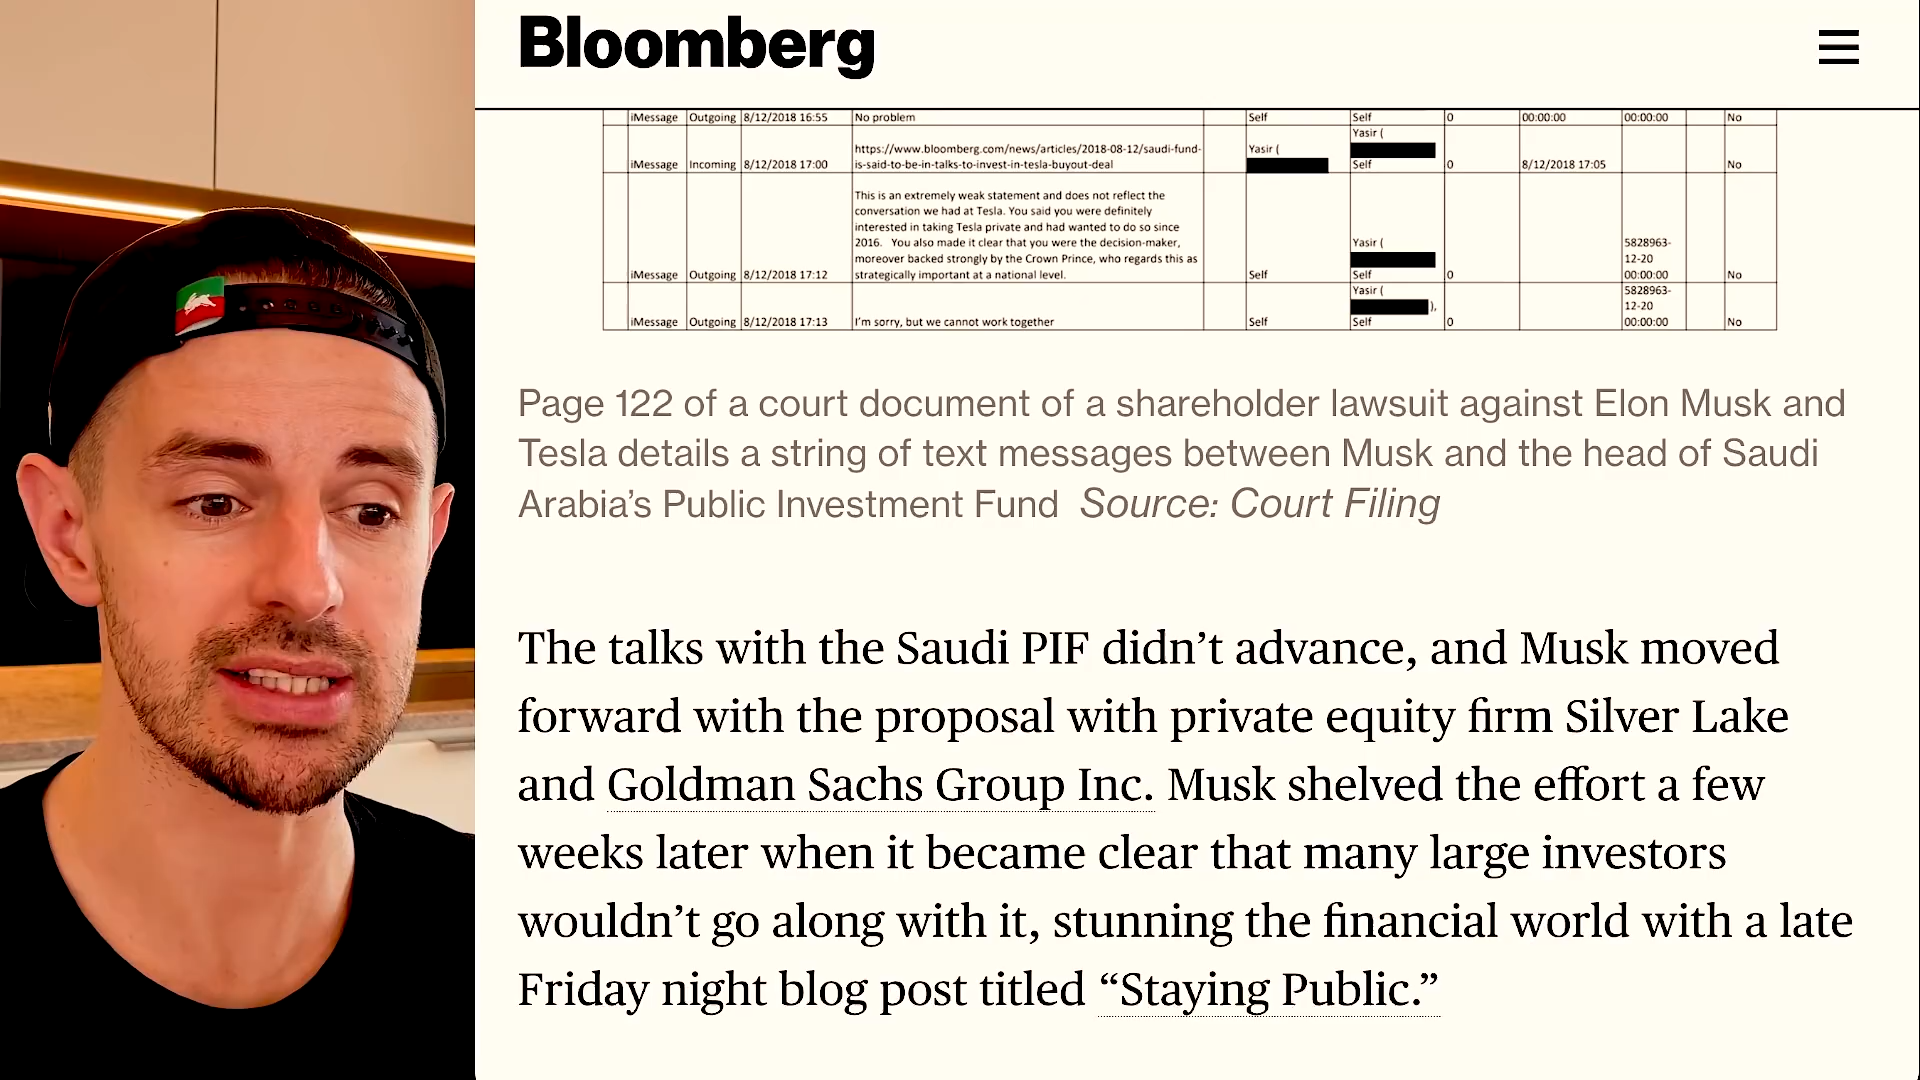 Bloomberg
iMessage Outgoing 8/12/2018 16:55 No problem Self Self 0 00:00:00 00:00:00 No
Yasir (
https://www.bloomberg.com/news/articles/2018-08-12/saudi-fund- Yasir (
iMessage Incoming 8/12/2018 17:00 is-said-to-be-in-talks-to-invest-in-tesla-buyout-deal Self 0 8/12/2018 17:05 No
This is an extremely weak statement and does not reflect the
conversation we had at Tesla. You said you were definitely
interested in taking Tesla private and had wanted to do so since
2016. You also made it clear that you were the decision-maker, Yasir ( 5828963-
moreover backed strongly by the Crown Prince, who regards this as 12-20
iMessage Outgoing 8/12/2018 17:12 strategically important at a national level. Self Self 0 00:00:00 No
Yasir ( 5828963-
), 12-20
iMessage Outgoing 8/12/2018 17:13 I'm sorry, but we cannot work together Self Self 0 00:00:00 No
Page 122 of a court document of a shareholder lawsuit against Elon Musk and
Tesla details a string of text messages between Musk and the head of Saudi
Arabia’s Public Investment Fund Source: Court Filing
The talks with the Saudi PIF didn’t advance, and Musk moved
forward with the proposal with private equity firm Silver Lake
and Goldman Sachs Group Inc. Musk shelved the effort a few
weeks later when it became clear that many large investors
wouldn’t go along with it, stunning the financial world with a late
Friday night blog post titled “Staying Public.”